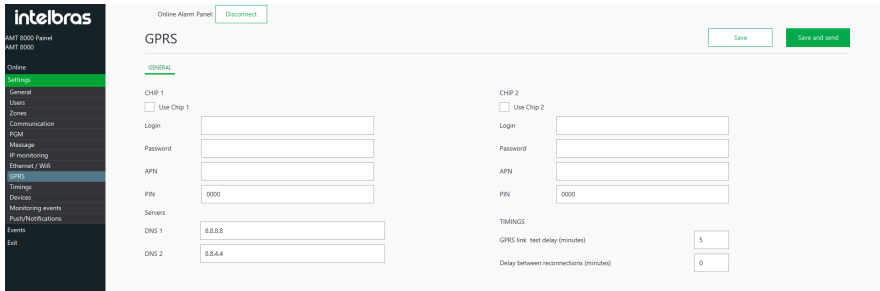 intelbras
AMT 8000 Painel
AMT 8000
Online
Settings
General
Users
Zones
Communication
PGM
Message
IP monitoring
Ethernet / Wifi
GPRS
Timings
Devices
Monitoring events
Push/Notifications
Events
Exit
Online Alarm Panel: Disconnect
GPRS
Save
Save and send
GENERAL
CHIP 1
Use Chip 1
Login
Password
APN
PIN 0000
Servers
DNS 1 8.8.8.8
DNS 2 8.8.4.4
CHIP 2
Use Chip 2
Login
Password
APN
PIN 0000
TIMINGS
GPRS link test delay (minutes) 5
Delay between reconnections (minutes) 0